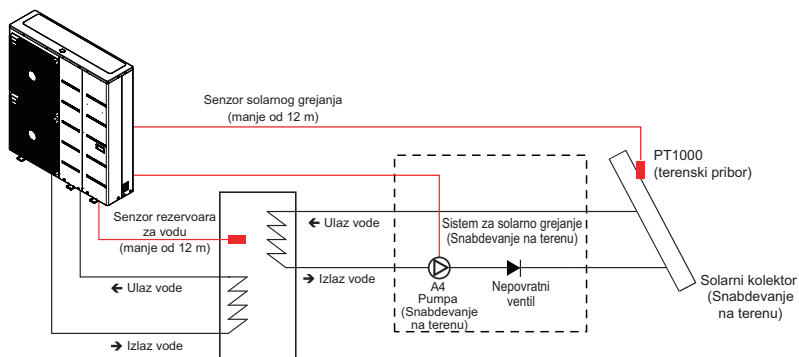 Senzor solarnog grejanja
(manje od 12 m)
PT1000
(terenski pribor)
Senzor rezervoara
za vodu
(manje od 12 m)
← Ulaz vode
Sistem za solarno grejanje
(Snabdevanje na terenu)
→ Izlaz vode
A4
Pumpa
(Snabdevanje
na terenu)
Nepovratni
ventil
Solarni kolektor
(Snabdevanje
na terenu)
← Ulaz vode
→ Izlaz vode